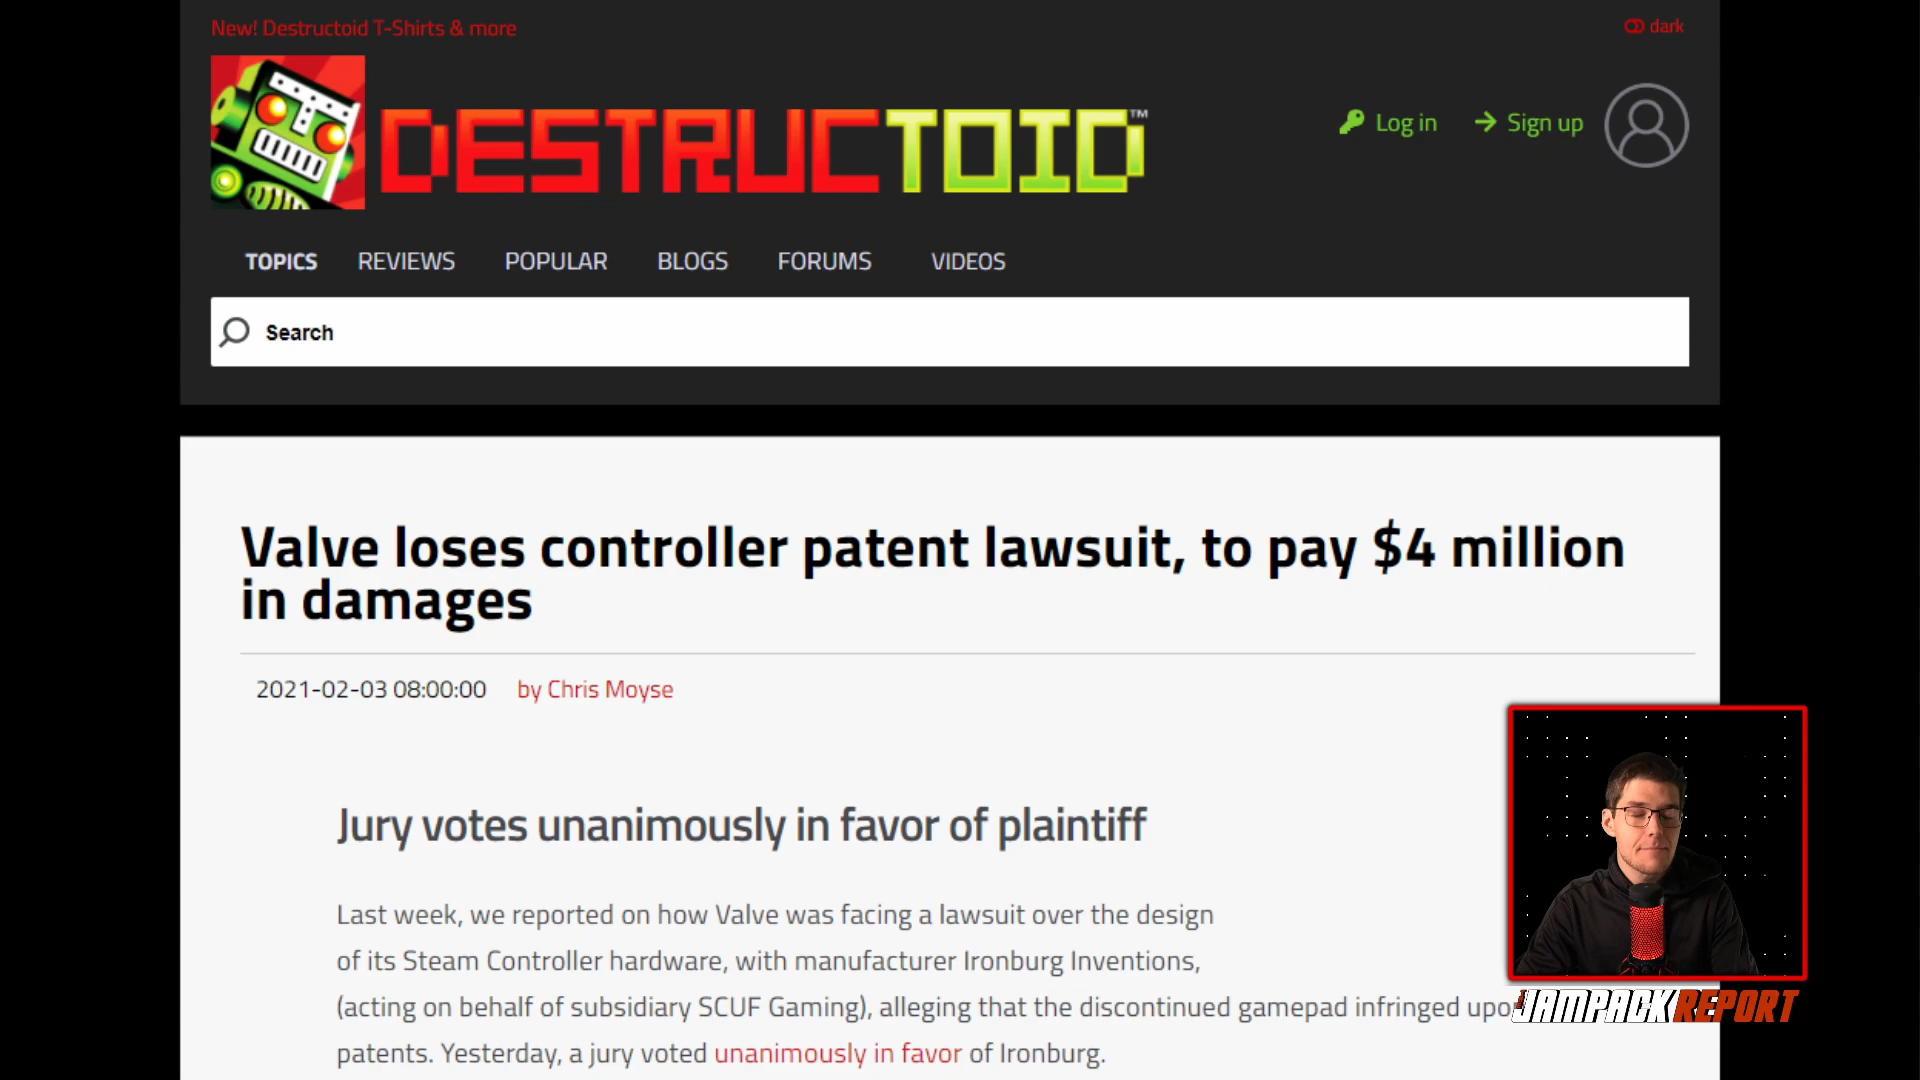 New! Destructoid T-Shirts & more
dark
DESTRUCTOID™
Log in
Sign up
TOPICS REVIEWS POPULAR BLOGS FORUMS VIDEOS
Search
Valve loses controller patent lawsuit, to pay $4 million
in damages
2021-02-03 08:00:00 by Chris Moyse
Jury votes unanimously in favor of plaintiff
Last week, we reported on how Valve was facing a lawsuit over the design
of its Steam Controller hardware, with manufacturer Ironburg Inventions,
(acting on behalf of subsidiary SCUF Gaming), alleging that the discontinued gamepad infringed upo
patents. Yesterday, a jury voted unanimously in favor of Ironburg.
JAMPACKREPORT